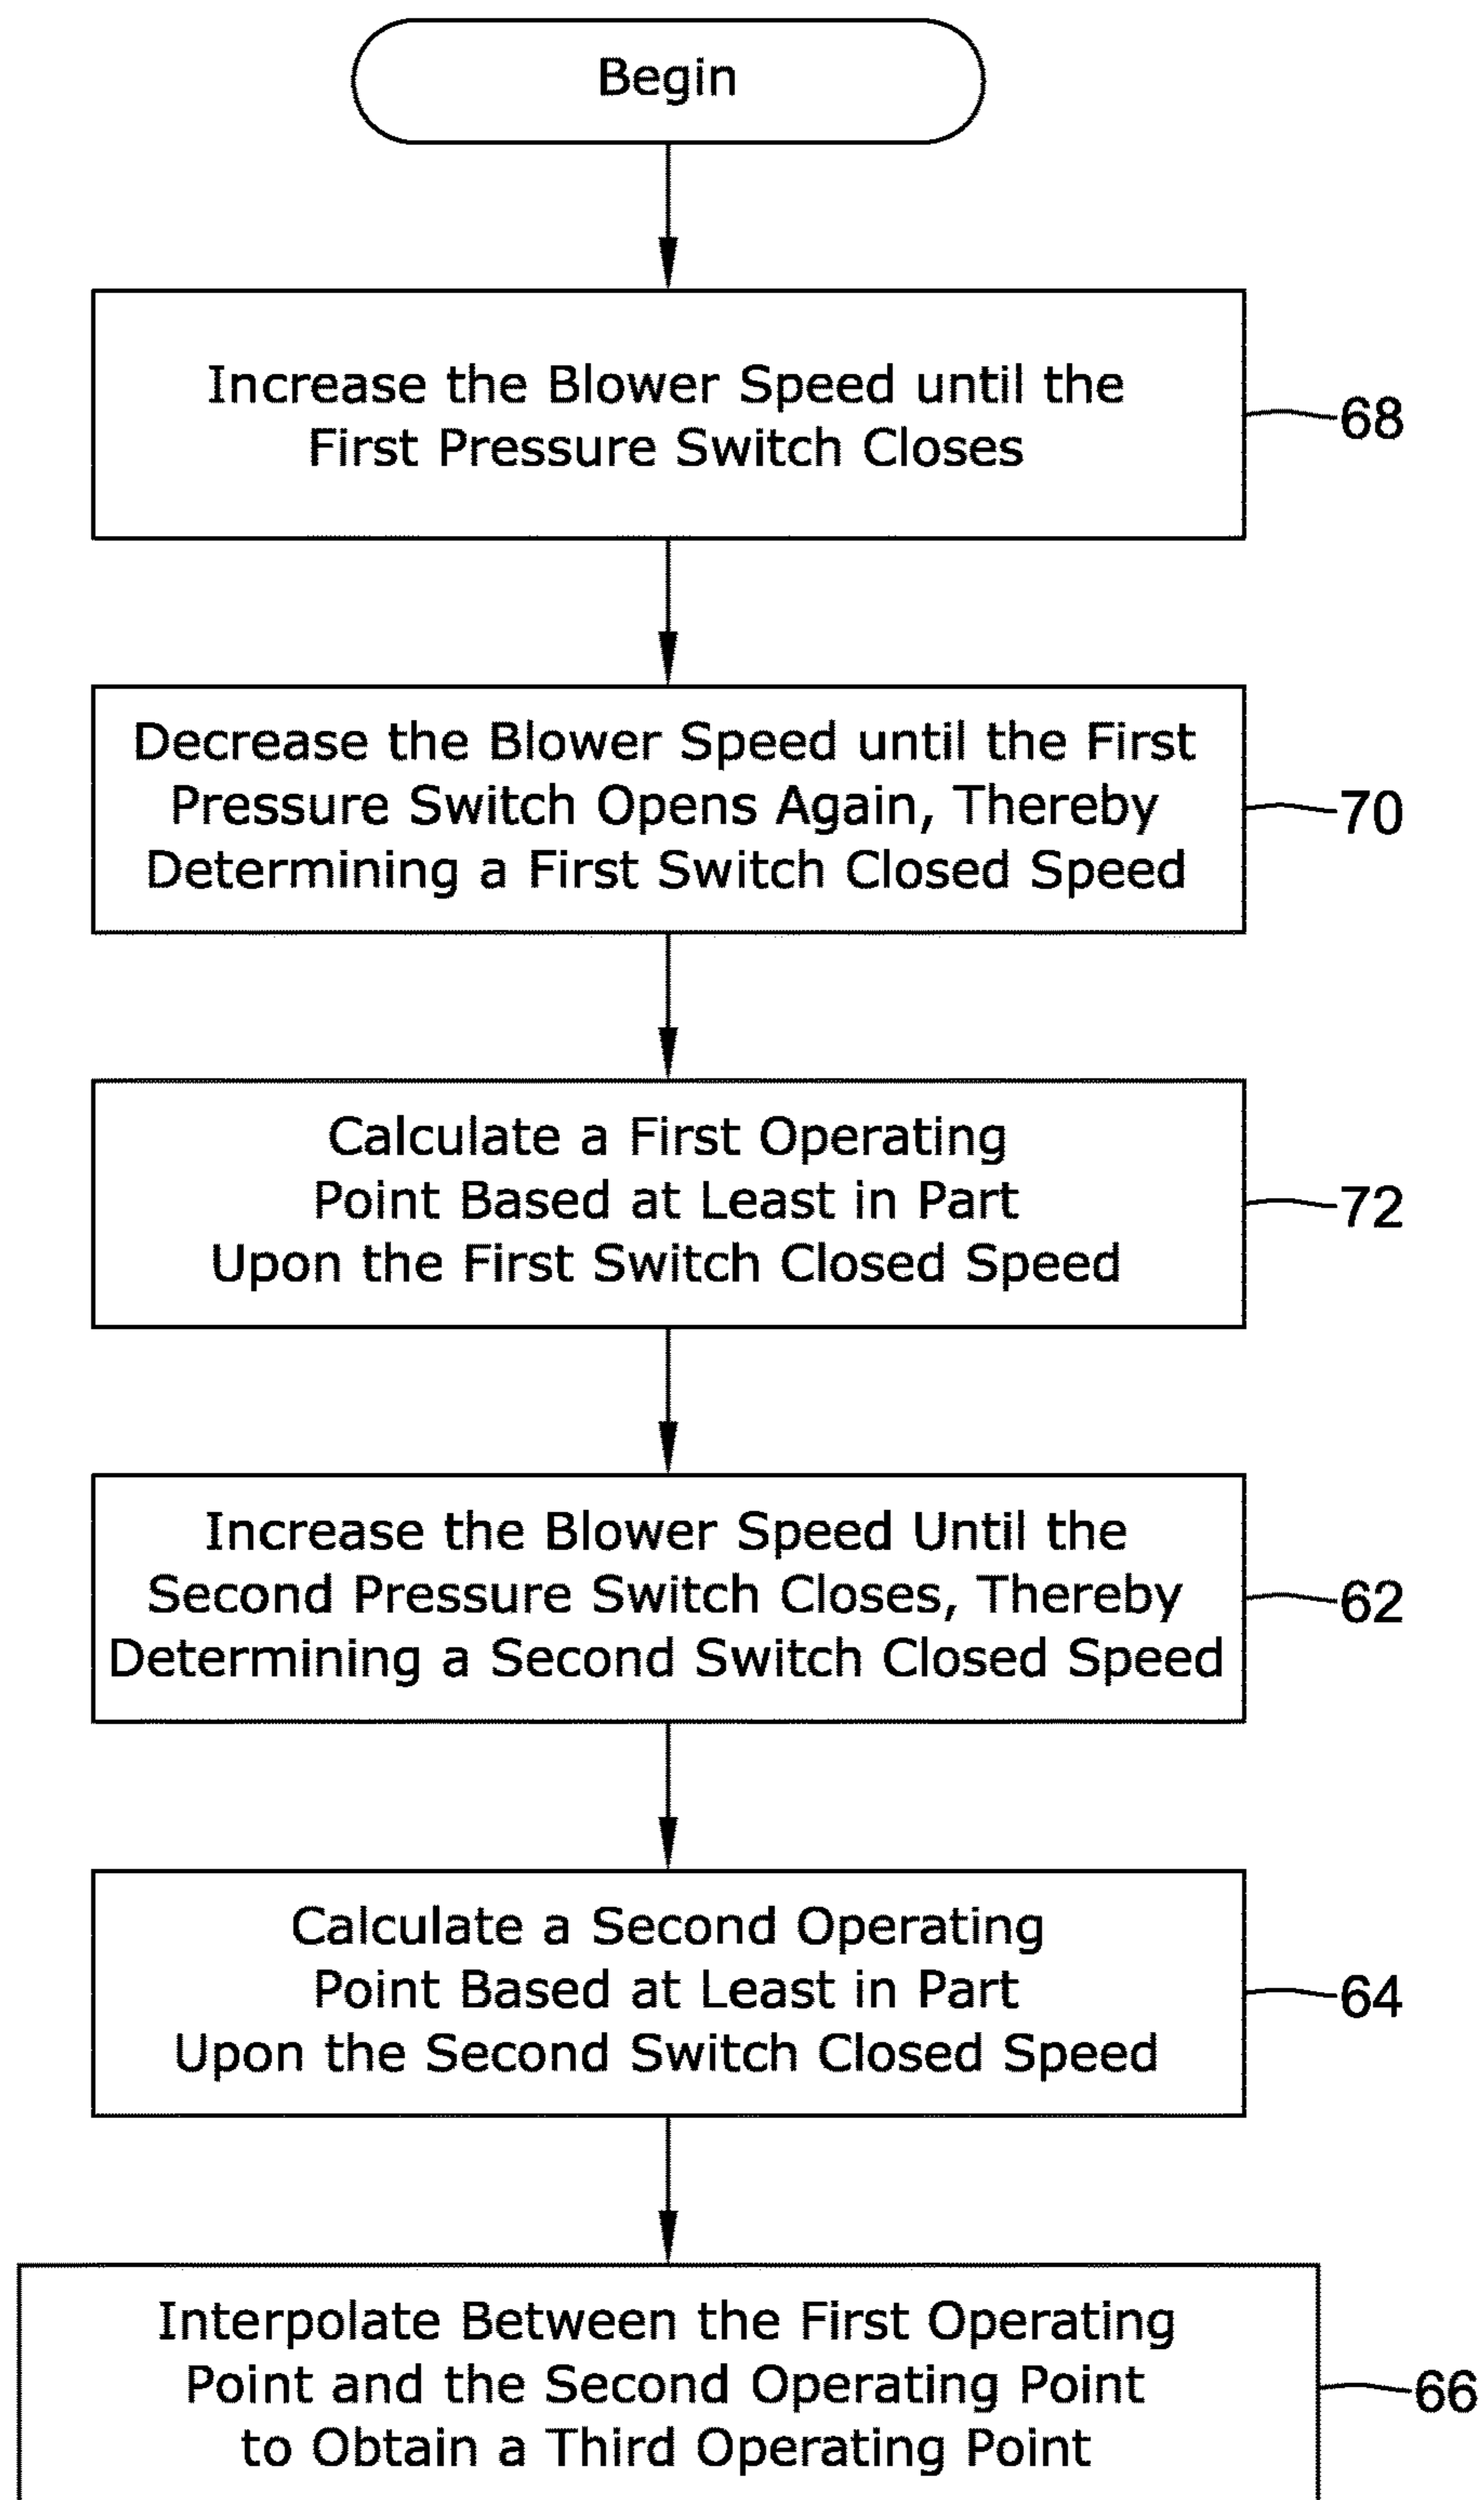 Begin
Increase the Blower Speed until the
First Pressure Switch Closes
68
Decrease the Blower Speed until the First
Pressure Switch Opens Again, Thereby
Determining a First Switch Closed Speed
70
Calculate a First Operating
Point Based at Least in Part
Upon the First Switch Closed Speed
72
Increase the Blower Speed Until the
Second Pressure Switch Closes, Thereby
Determining a Second Switch Closed Speed
62
Calculate a Second Operating
Point Based at Least in Part
Upon the Second Switch Closed Speed
64
Interpolate Between the First Operating
Point and the Second Operating Point
to Obtain a Third Operating Point
66